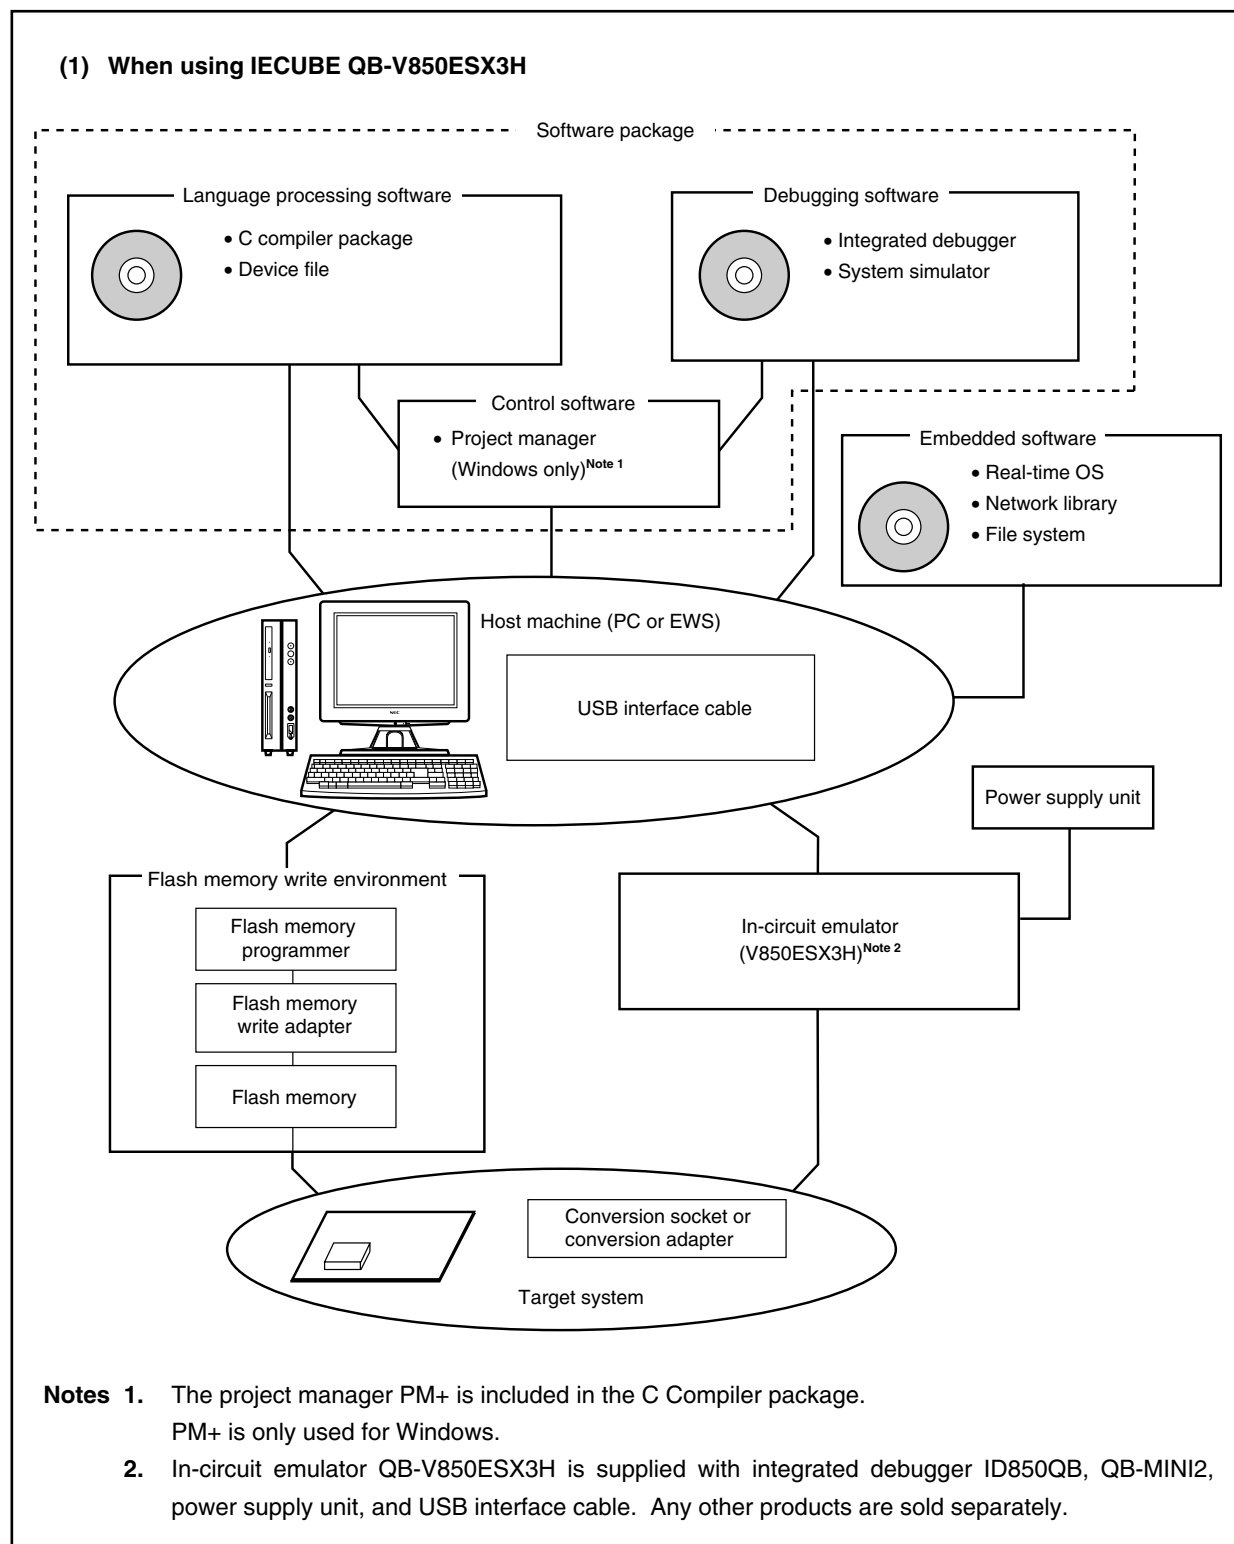 (1) When using IECUBE QB-V850ESX3H
Software package
Language processing software
• C compiler package
• Device file
Debugging software
• Integrated debugger
• System simulator
Control software
• Project manager
(Windows only)Note 1
Embedded software
• Real-time OS
• Network library
• File system
Host machine (PC or EWS)
NEC
USB interface cable
Power supply unit
Flash memory write environment
Flash memory
programmer
Flash memory
write adapter
Flash memory
In-circuit emulator
(V850ESX3H)Note 2
Conversion socket or
conversion adapter
Target system
Notes 1. The project manager PM+ is included in the C Compiler package.
PM+ is only used for Windows.
2. In-circuit emulator QB-V850ESX3H is supplied with integrated debugger ID850QB, QB-MINI2,
power supply unit, and USB interface cable. Any other products are sold separately.